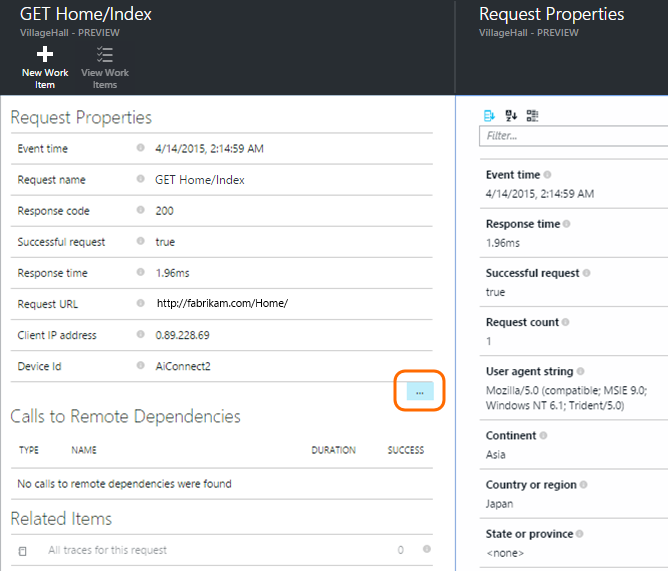 GET Home/Index
VillageHall - PREVIEW
New Work
Item
View Work
Items
Request Properties
Event time 4/14/2015, 2:14:59 AM
Request name GET Home/Index
Response code 200
Successful request true
Response time 1.96ms
Request URL http://fabrikam.com/Home/
Client IP address 0.89.228.69
Device Id AiConnect2
...
Calls to Remote Dependencies
TYPE NAME DURATION SUCCESS
No calls to remote dependencies were found
Related Items
All traces for this request 0
Request Properties
VillageHall - PREVIEW
Filter...
Event time
4/14/2015, 2:14:59 AM
Response time
1.96ms
Successful request
true
Request count
1
User agent string
Mozilla/5.0 (compatible; MSIE 9.0;
Windows NT 6.1; Trident/5.0)
Continent
Asia
Country or region
Japan
State or province
<none>